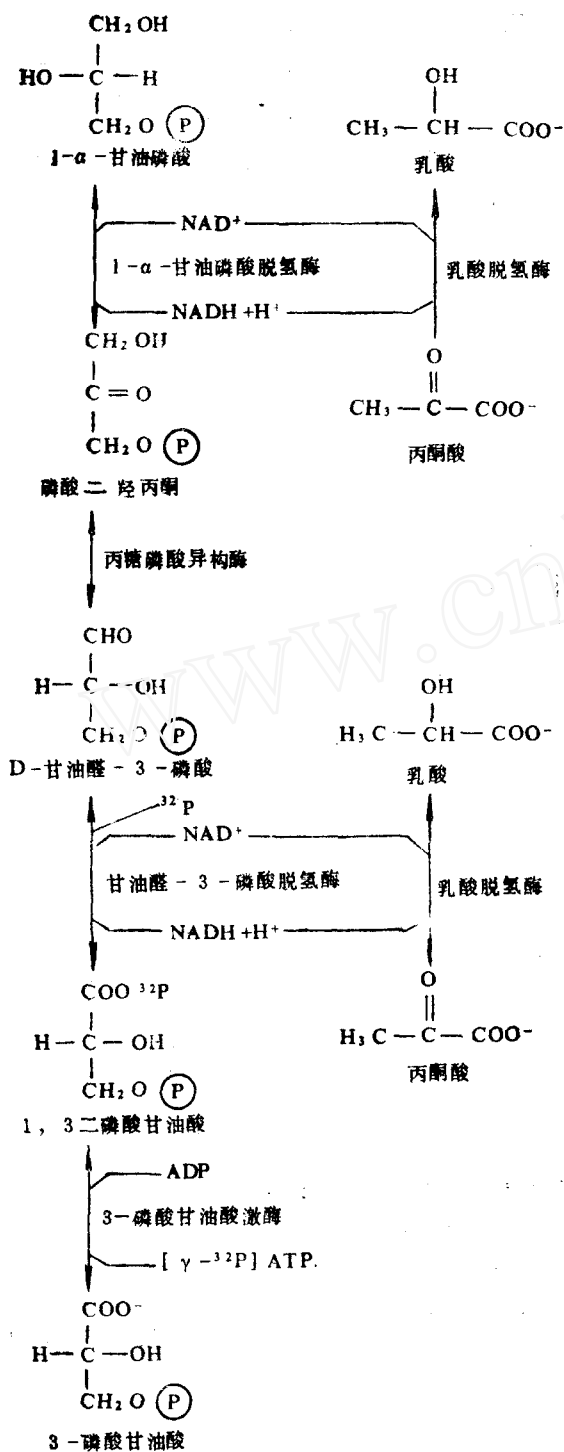 CH₂OH
HO—C—H
CH₂O Ⓟ
1-α-甘油磷酸
OH
CH₃—CH—COO⁻
乳酸
NAD⁺
1-α-甘油磷酸脱氢酶
乳酸脱氢酶
NADH+H⁺
CH₂OH
C=O
CH₂O Ⓟ
磷酸二羟丙酮
O
CH₃—C—COO⁻
丙酮酸
丙糖磷酸异构酶
CHO
H—C—OH
CH₂O Ⓟ
D-甘油醛-3-磷酸
OH
H₃C—CH—COO⁻
乳酸
³²P
NAD⁺
甘油醛-3-磷酸脱氢酶
乳酸脱氢酶
NADH+H⁺
COO ³²P
H—C—OH
CH₂O Ⓟ
1，3二磷酸甘油酸
O
H₃C—C—COO⁻
丙酮酸
ADP
3-磷酸甘油酸激酶
[γ-³²P]ATP.
COO⁻
H—C—OH
CH₂O Ⓟ
3-磷酸甘油酸